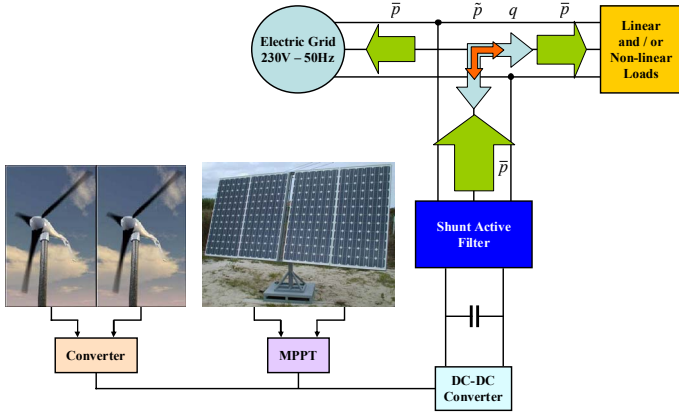 p̅ p̃ q p̅
Electric Grid
230V – 50Hz
Linear
and / or
Non-linear
Loads
p̅
Shunt Active
Filter
Converter
MPPT
DC-DC
Converter